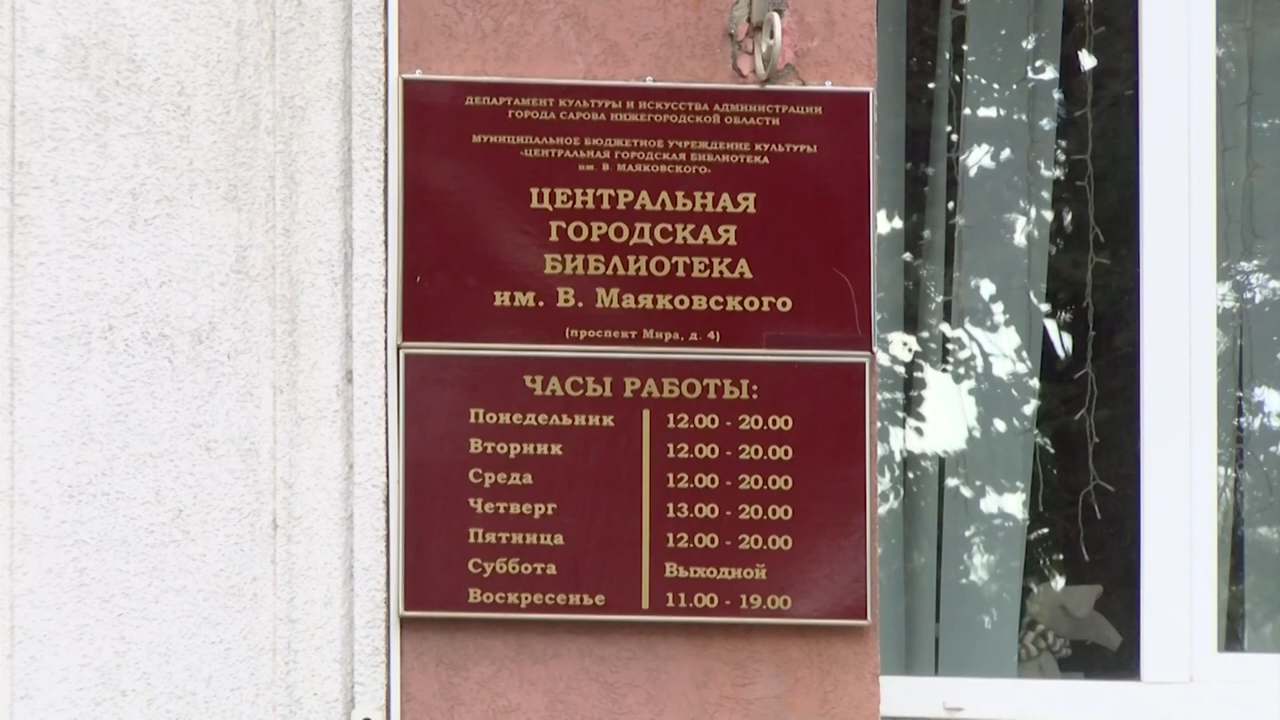 ДЕПАРТАМЕНТ КУЛЬТУРЫ И ИСКУССТВА АДМИНИСТРАЦИИ
ГОРОДА САРОВА НИЖЕГОРОДСКОЙ ОБЛАСТИ
МУНИЦИПАЛЬНОЕ БЮДЖЕТНОЕ УЧРЕЖДЕНИЕ КУЛЬТУРЫ
«ЦЕНТРАЛЬНАЯ ГОРОДСКАЯ БИБЛИОТЕКА
им. В. МАЯКОВСКОГО»
ЦЕНТРАЛЬНАЯ
ГОРОДСКАЯ
БИБЛИОТЕКА
им. В. Маяковского
(проспект Мира, д. 4)
ЧАСЫ РАБОТЫ:
Понедельник 12.00 - 20.00
Вторник 12.00 - 20.00
Среда 12.00 - 20.00
Четверг 13.00 - 20.00
Пятница 12.00 - 20.00
Суббота Выходной
Воскресенье 11.00 - 19.00